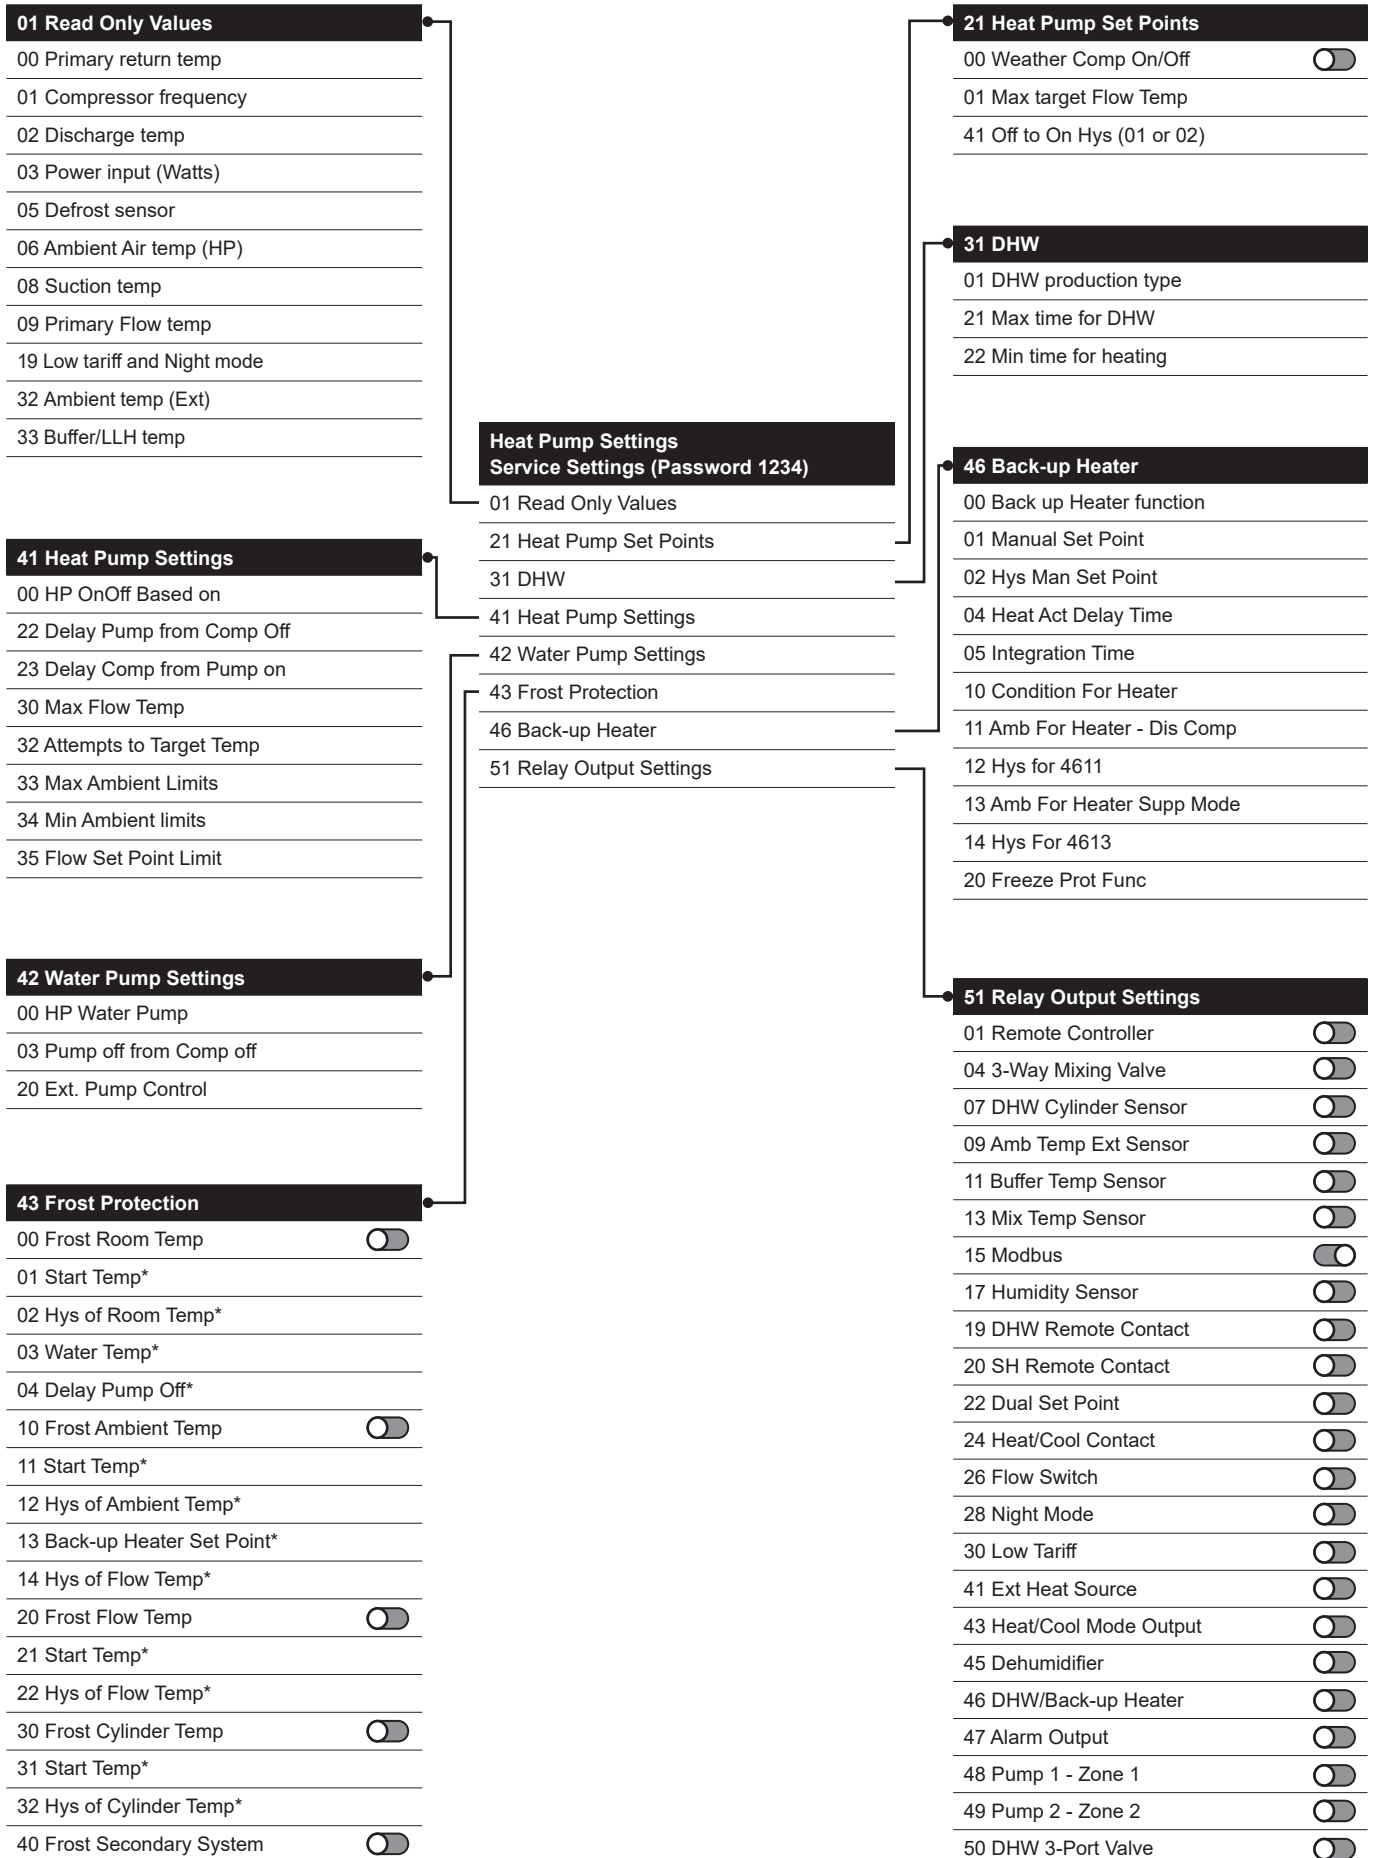 01 Read Only Values
00 Primary return temp
01 Compressor frequency
02 Discharge temp
03 Power input (Watts)
05 Defrost sensor
06 Ambient Air temp (HP)
08 Suction temp
09 Primary Flow temp
19 Low tariff and Night mode
32 Ambient temp (Ext)
33 Buffer/LLH temp
41 Heat Pump Settings
00 HP OnOff Based on
22 Delay Pump from Comp Off
23 Delay Comp from Pump on
30 Max Flow Temp
32 Attempts to Target Temp
33 Max Ambient Limits
34 Min Ambient limits
35 Flow Set Point Limit
42 Water Pump Settings
00 HP Water Pump
03 Pump off from Comp off
20 Ext. Pump Control
43 Frost Protection
00 Frost Room Temp
01 Start Temp*
02 Hys of Room Temp*
03 Water Temp*
04 Delay Pump Off*
10 Frost Ambient Temp
11 Start Temp*
12 Hys of Ambient Temp*
13 Back-up Heater Set Point*
14 Hys of Flow Temp*
20 Frost Flow Temp
21 Start Temp*
22 Hys of Flow Temp*
30 Frost Cylinder Temp
31 Start Temp*
32 Hys of Cylinder Temp*
40 Frost Secondary System
Heat Pump Settings
Service Settings (Password 1234)
01 Read Only Values
21 Heat Pump Set Points
31 DHW
41 Heat Pump Settings
42 Water Pump Settings
43 Frost Protection
46 Back-up Heater
51 Relay Output Settings
21 Heat Pump Set Points
00 Weather Comp On/Off
01 Max target Flow Temp
41 Off to On Hys (01 or 02)
31 DHW
01 DHW production type
21 Max time for DHW
22 Min time for heating
46 Back-up Heater
00 Back up Heater function
01 Manual Set Point
02 Hys Man Set Point
04 Heat Act Delay Time
05 Integration Time
10 Condition For Heater
11 Amb For Heater - Dis Comp
12 Hys for 4611
13 Amb For Heater Supp Mode
14 Hys For 4613
20 Freeze Prot Func
51 Relay Output Settings
01 Remote Controller
04 3-Way Mixing Valve
07 DHW Cylinder Sensor
09 Amb Temp Ext Sensor
11 Buffer Temp Sensor
13 Mix Temp Sensor
15 Modbus
17 Humidity Sensor
19 DHW Remote Contact
20 SH Remote Contact
22 Dual Set Point
24 Heat/Cool Contact
26 Flow Switch
28 Night Mode
30 Low Tariff
41 Ext Heat Source
43 Heat/Cool Mode Output
45 Dehumidifier
46 DHW/Back-up Heater
47 Alarm Output
48 Pump 1 - Zone 1
49 Pump 2 - Zone 2
50 DHW 3-Port Valve